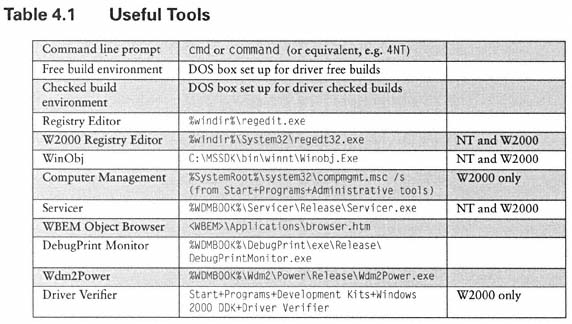 Table 4.1 Useful Tools
Command line prompt cmd or command (or equivalent, e.g. 4NT)
Free build environment DOS box set up for driver free builds
Checked build DOS box set up for driver checked builds
environment
Registry Editor %windir%\regedit.exe
W2000 Registry Editor %windir%\System32\regedt32.exe NT and W2000
WinObj C:\MSSDK\bin\winnt\Winobj.Exe NT and W2000
Computer Management %SystemRoot%\system32\compmgmt.msc /s W2000 only
(from Start+Programs+Administrative tools)
Servicer %WDMBOOK%\Servicer\Release\Servicer.exe NT and W2000
WBEM Object Browser <WBEM>\Applications\browser.htm
DebugPrint Monitor %WDMBOOK%\DebugPrint\exe\Release\
DebugPrintMonitor.exe
Wdm2Power %WDMBOOK%\Wdm2\Power\Release\Wdm2Power.exe
Driver Verifier Start+Programs+Development Kits+Windows W2000 only
2000 DDK+Driver Verifier